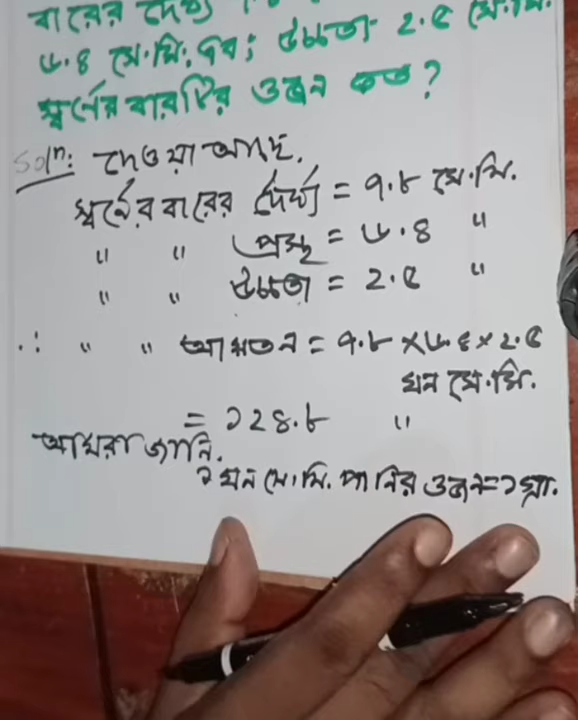 বারের দৈর্ঘ্য
৬.৪ সে.মি. এবং উচ্চতা ২.৫ সে.মি.
স্বর্ণের বারটির ওজন কত?
Solⁿ: দেওয়া আছে,
স্বর্ণের বারের দৈর্ঘ্য = ৭.৮ সে.মি.
" " প্রস্থ = ৬.৪ "
" " উচ্চতা = ২.৫ "
∴ " " আয়তন = ৭.৮ × ৬.৪ × ২.৫
ঘন সে.মি.
= ১২৪.৮ "
আমরা জানি,
১ ঘন সে.মি. পানির ওজন = ১ গ্রা.